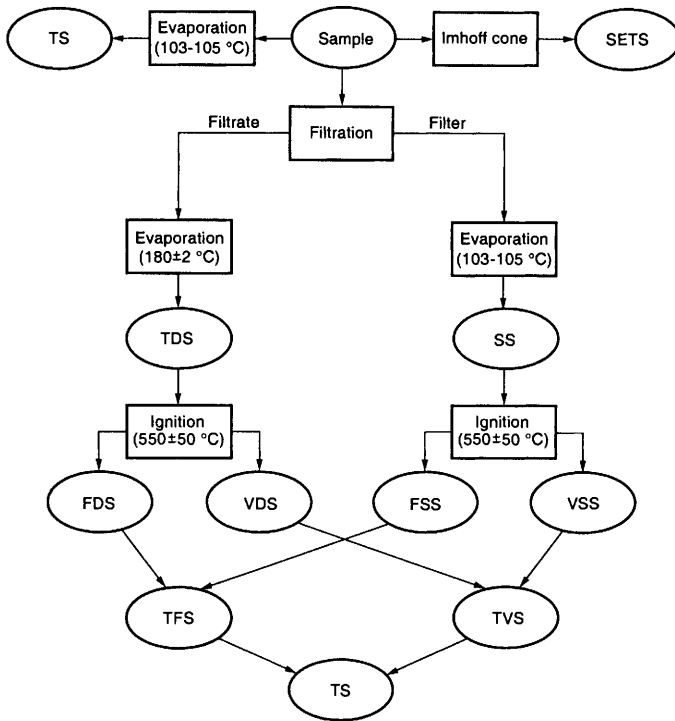 TS
Evaporation
(103-105 °C)
Sample
Imhoff cone
SETS
Filtrate
Filtration
Filter
Evaporation
(180±2 °C)
Evaporation
(103-105 °C)
TDS
SS
Ignition
(550±50 °C)
Ignition
(550±50 °C)
FDS
VDS
FSS
VSS
TFS
TVS
TS